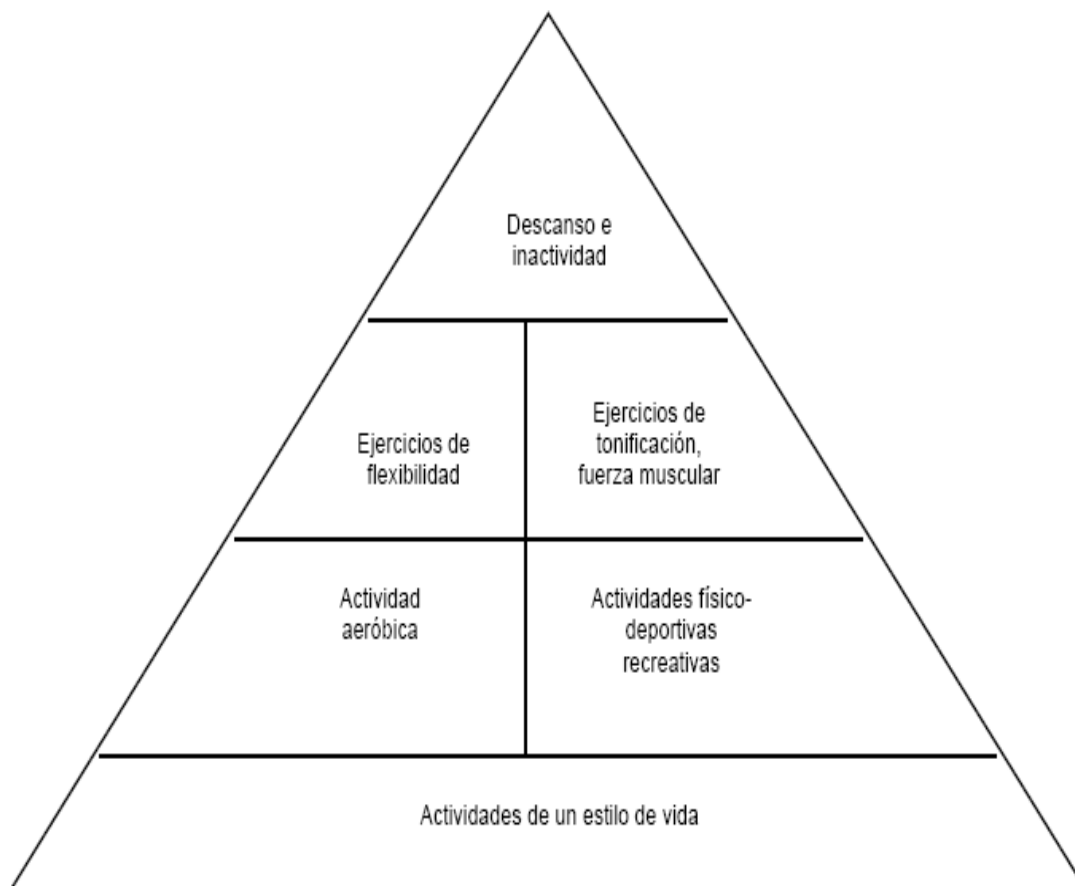 Descanso e
inactividad
Ejercicios de
flexibilidad
Ejercicios de
tonificación,
fuerza muscular
Actividad
aeróbica
Actividades físico-
deportivas
recreativas
Actividades de un estilo de vida